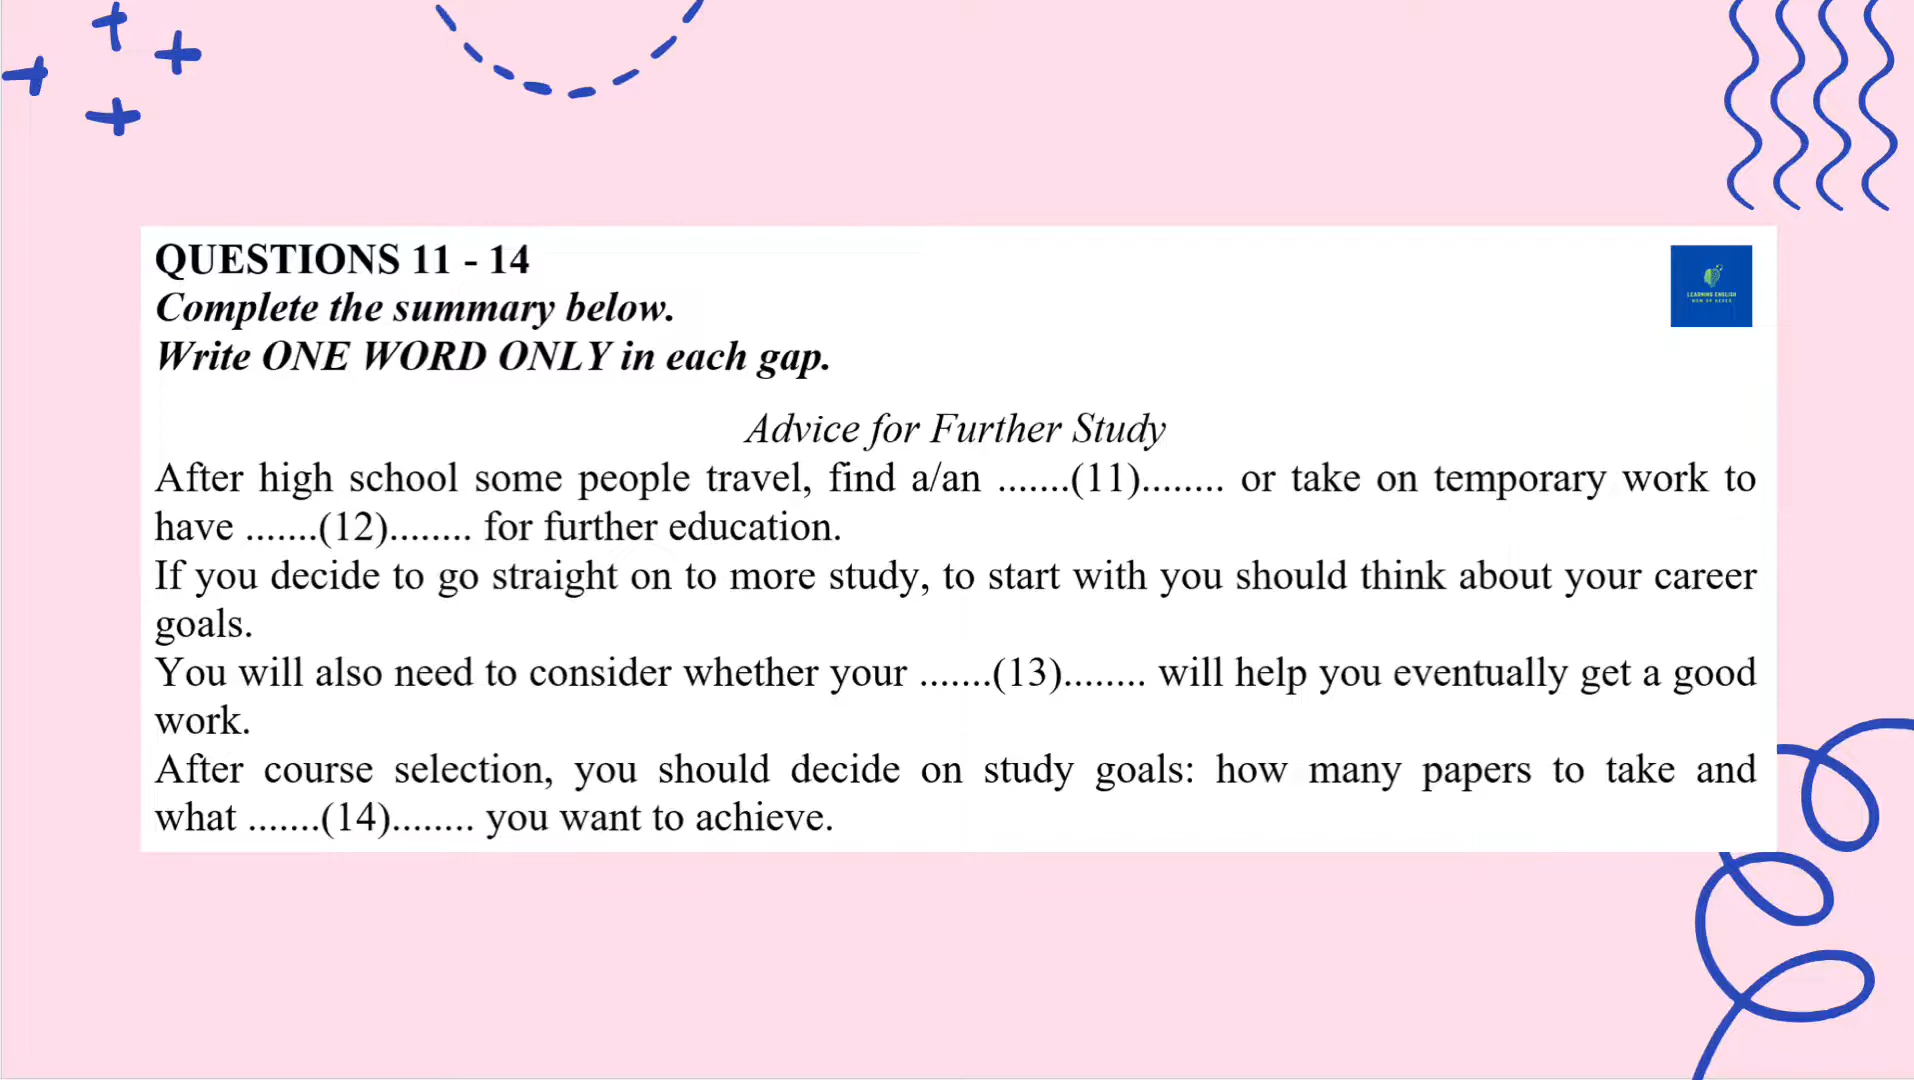 QUESTIONS 11 - 14
Complete the summary below.
Write ONE WORD ONLY in each gap.
LEARNING ENGLISH
Advice for Further Study
After high school some people travel, find a/an .......(11)........ or take on temporary work to
have .......(12)........ for further education.
If you decide to go straight on to more study, to start with you should think about your career
goals.
You will also need to consider whether your .......(13)........ will help you eventually get a good
work.
After course selection, you should decide on study goals: how many papers to take and
what .......(14)........ you want to achieve.